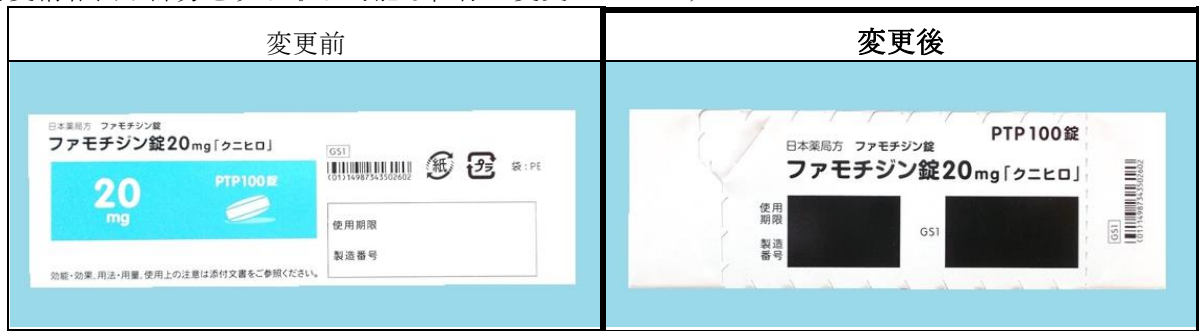 変更前
変更後
日本薬局方 ファモチジン錠
ファモチジン錠20mg「クニヒロ」
20
mg
PTP100錠
GS1
(01)14987343502602
紙
プラ
袋:PE
使用期限
製造番号
効能・効果、用法・用量、使用上の注意は添付文書をご参照ください。
PTP100錠
日本薬局方 ファモチジン錠
ファモチジン錠20mg「クニヒロ」
使用
期限
製造
番号
GS1
GS1
(01)14987343502602